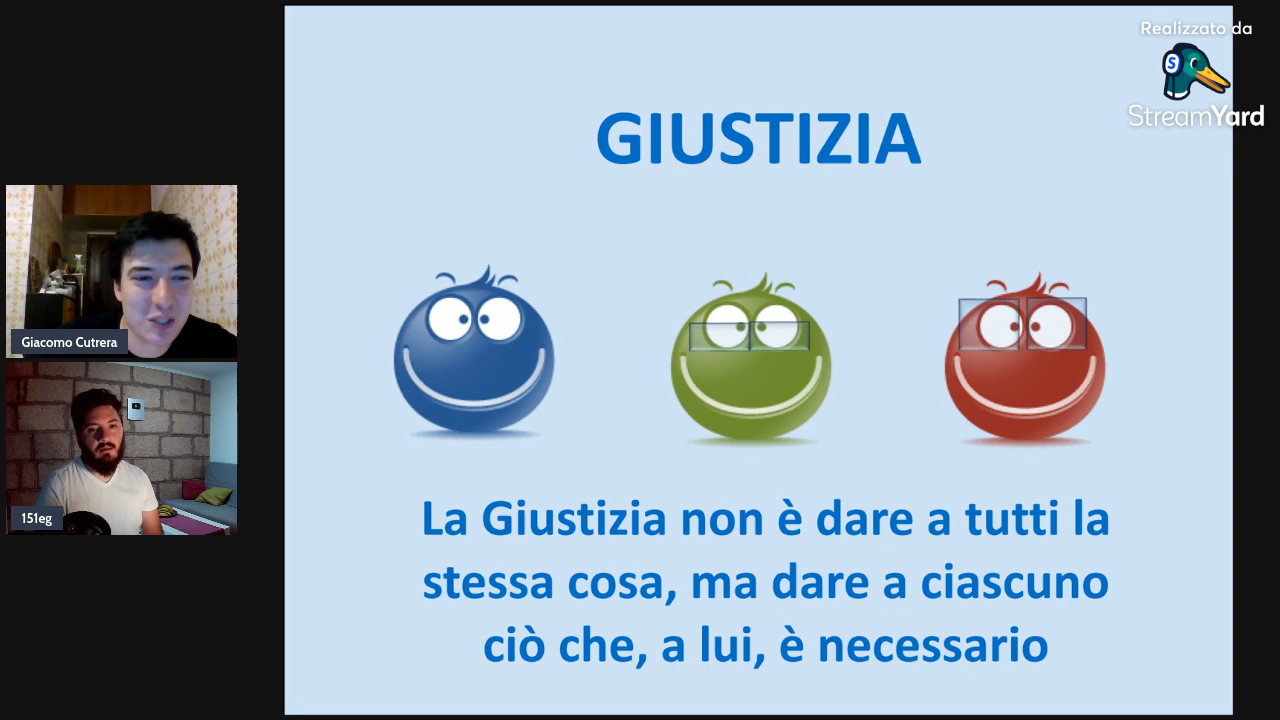 Realizzato da
S
StreamYard
GIUSTIZIA
Giacomo Cutrera
151eg
La Giustizia non è dare a tutti la
stessa cosa, ma dare a ciascuno
ciò che, a lui, è necessario